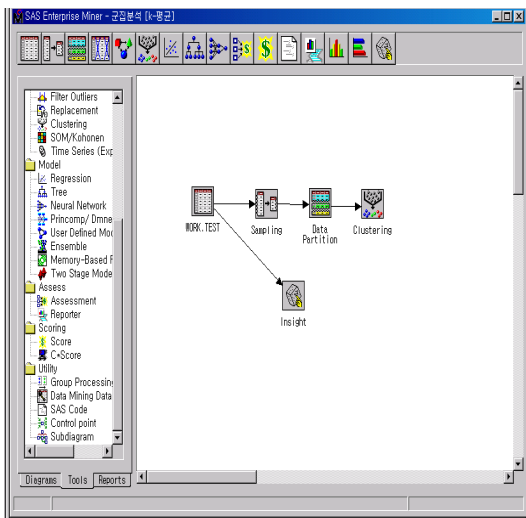 SAS Enterprise Miner - 군집분석 [k-평균]
Filter Outliers
Replacement
Clustering
SOM/Kohonen
Time Series (Exp
Model
Regression
Tree
Neural Network
Princomp/ Dmne
User Defined Mod
Ensemble
Memory-Based R
Two Stage Mode
Assess
Assessment
Reporter
Scoring
Score
C*Score
Utility
Group Processing
Data Mining Data
SAS Code
Control point
Subdiagram
Diagrams Tools Reports
WORK.TEST
Sampling
Data
Partition
Clustering
Insight